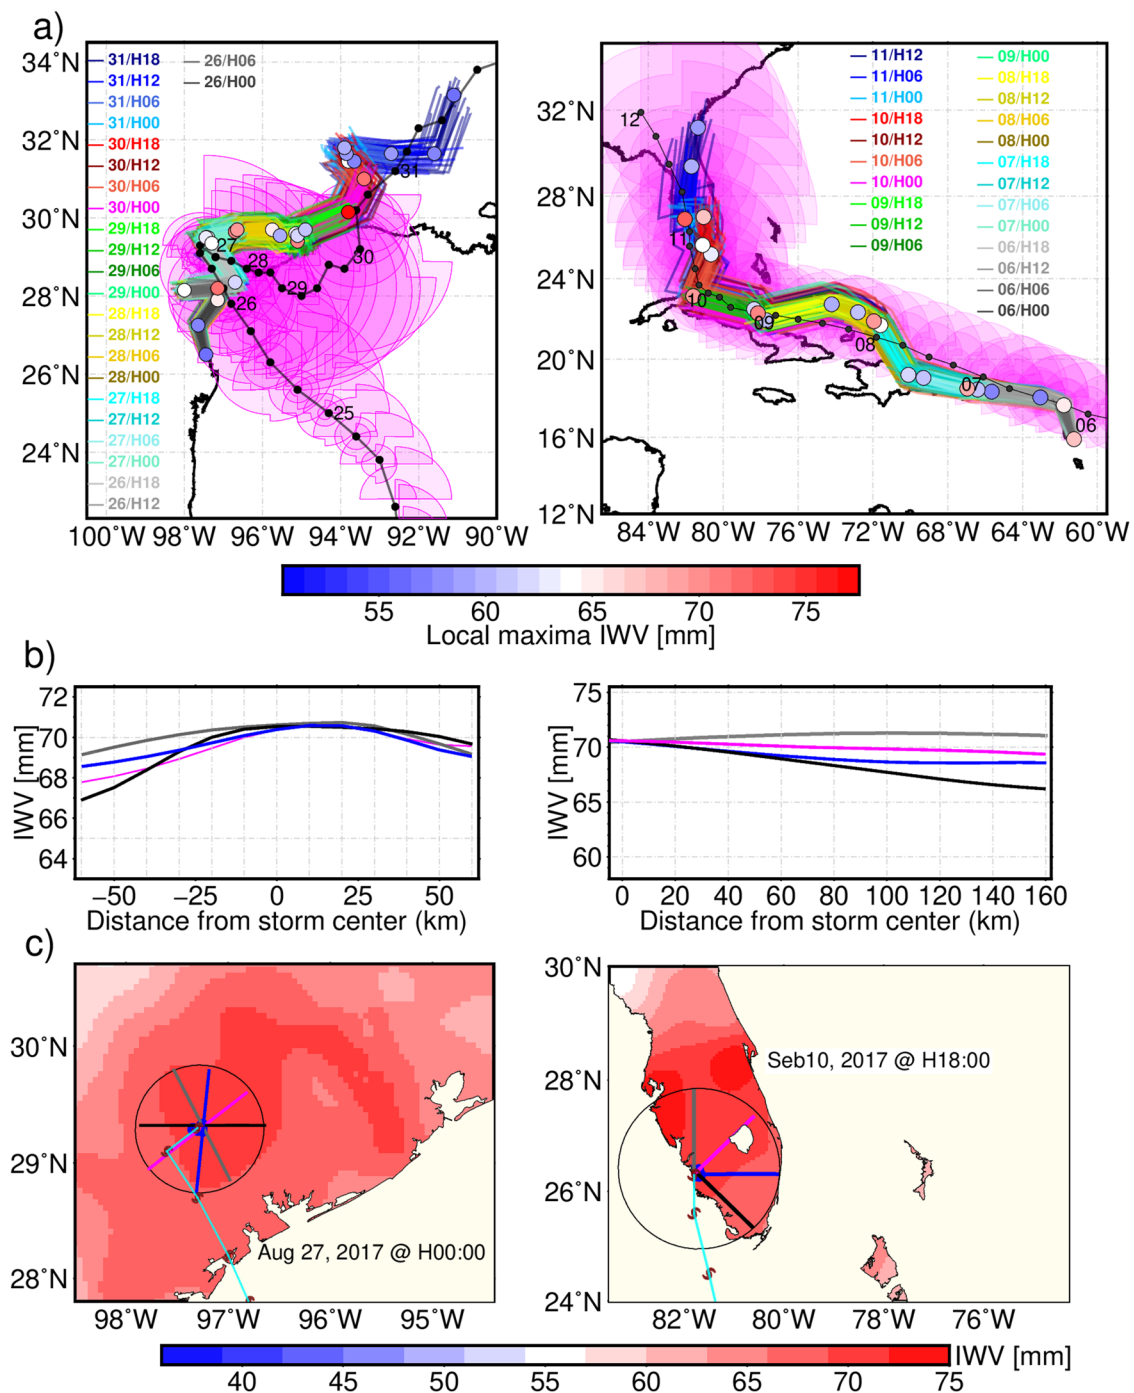 a)
34°N
32°N
30°N
28°N
26°N
24°N
31/H18
31/H12
31/H06
31/H00
30/H18
30/H12
30/H06
30/H00
29/H18
29/H12
29/H06
29/H00
28/H18
28/H12
28/H06
28/H00
27/H18
27/H12
27/H06
27/H00
26/H18
26/H12
26/H06
26/H00
31
30
29
28
27
26
25
100°W 98°W 96°W 94°W 92°W 90°W
32°N
28°N
24°N
20°N
16°N
12°N
11/H12
11/H06
11/H00
10/H18
10/H12
10/H06
10/H00
09/H18
09/H12
09/H06
09/H00
08/H18
08/H12
08/H06
08/H00
07/H18
07/H12
07/H06
07/H00
06/H18
06/H12
06/H06
06/H00
12
11
10
09
08
07
06
84°W 80°W 76°W 72°W 68°W 64°W 60°W
55 60 65 70 75
Local maxima IWV [mm]
b)
72
70
68
66
64
IWV [mm]
−50 −25 0 25 50
Distance from storm center (km)
75
70
65
60
IWV [mm]
0 20 40 60 80 100 120 140 160
Distance from storm center (km)
c)
30°N
29°N
28°N
Aug 27, 2017 @ H00:00
98°W 97°W 96°W 95°W
30°N
28°N
26°N
24°N
Seb10, 2017 @ H18:00
82°W 80°W 78°W 76°W
40 45 50 55 60 65 70 75
IWV [mm]